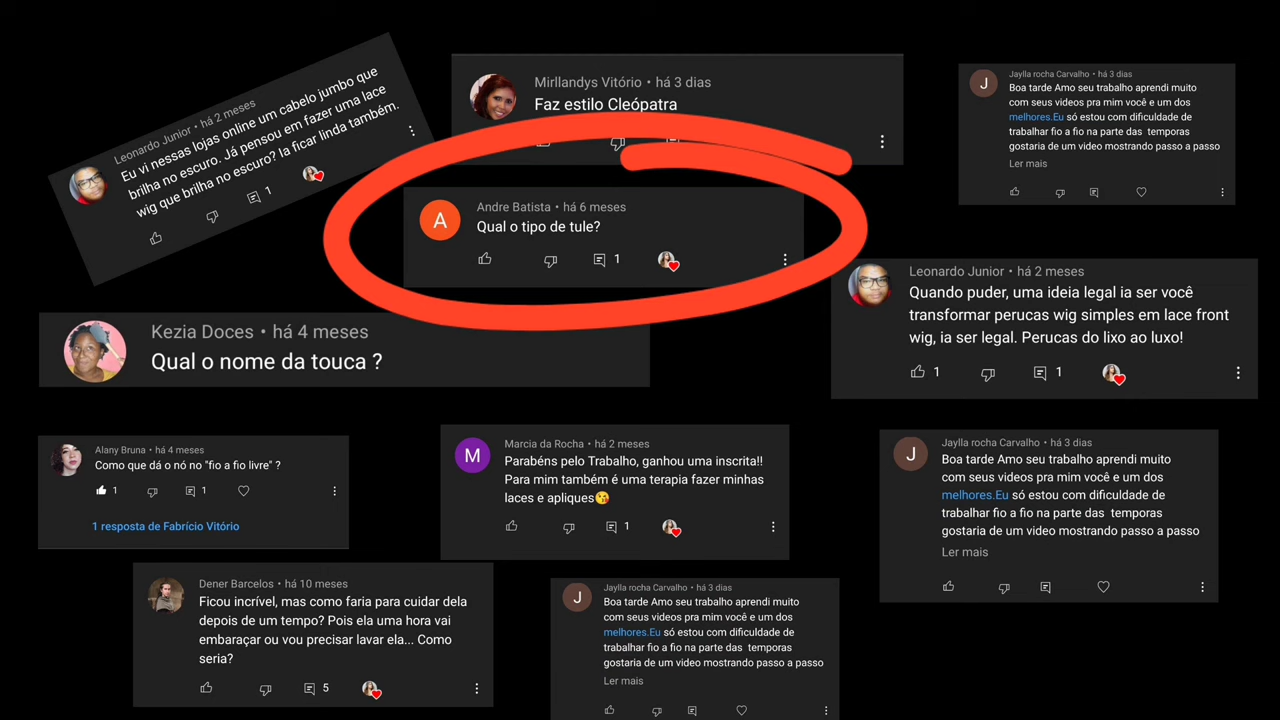 Leonardo Junior • há 2 meses
Eu vi nessas lojas online um cabelo jumbo que
brilha no escuro. Já pensou em fazer uma lace
wig que brilha no escuro? Ia ficar linda também.
1
Mirllandys Vitório • há 3 dias
Faz estilo Cleópatra
J
Jaylla rocha Carvalho • há 3 dias
Boa tarde Amo seu trabalho aprendi muito
com seus videos pra mim você e um dos
melhores.Eu só estou com dificuldade de
trabalhar fio a fio na parte das temporas
gostaria de um video mostrando passo a passo
Ler mais
A
Andre Batista • há 6 meses
Qual o tipo de tule?
1
Leonardo Junior • há 2 meses
Quando puder, uma ideia legal ia ser você
transformar perucas wig simples em lace front
wig, ia ser legal. Perucas do lixo ao luxo!
1 1
Kezia Doces • há 4 meses
Qual o nome da touca ?
Alany Bruna • há 4 meses
Como que dá o nó no "fio a fio livre" ?
1 1
1 resposta de Fabrício Vitório
M
Marcia da Rocha • há 2 meses
Parabéns pelo Trabalho, ganhou uma inscrita!!
Para mim também é uma terapia fazer minhas
laces e apliques😘
1
J
Jaylla rocha Carvalho • há 3 dias
Boa tarde Amo seu trabalho aprendi muito
com seus videos pra mim você e um dos
melhores.Eu só estou com dificuldade de
trabalhar fio a fio na parte das temporas
gostaria de um video mostrando passo a passo
Ler mais
Dener Barcelos • há 10 meses
Ficou incrível, mas como faria para cuidar dela
depois de um tempo? Pois ela uma hora vai
embaraçar ou vou precisar lavar ela... Como
seria?
5
J
Jaylla rocha Carvalho • há 3 dias
Boa tarde Amo seu trabalho aprendi muito
com seus videos pra mim você e um dos
melhores.Eu só estou com dificuldade de
trabalhar fio a fio na parte das temporas
gostaria de um video mostrando passo a passo
Ler mais